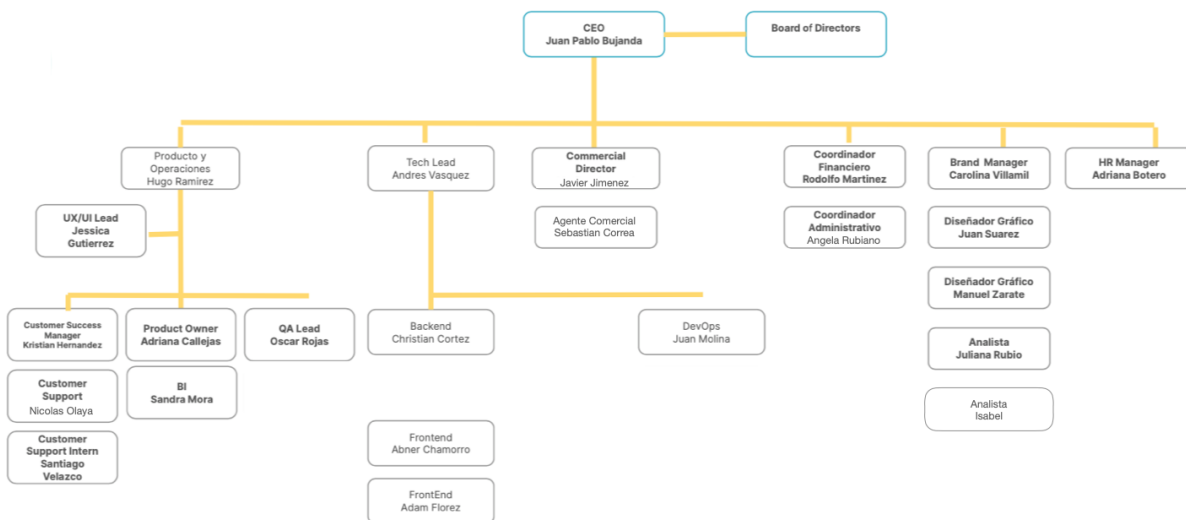 CEO
Juan Pablo Bujanda
Board of Directors
Producto y
Operaciones
Hugo Ramirez
Tech Lead
Andres Vasquez
Commercial
Director
Javier Jimenez
Coordinador
Financiero
Rodolfo Martinez
Brand Manager
Carolina Villamil
HR Manager
Adriana Botero
UX/UI Lead
Jessica
Gutierrez
Agente Comercial
Sebastian Correa
Coordinador
Administrativo
Angela Rubiano
Diseñador Gráfico
Juan Suarez
Diseñador Gráfico
Manuel Zarate
Customer Success
Manager
Kristian Hernandez
Product Owner
Adriana Callejas
QA Lead
Oscar Rojas
Backend
Christian Cortez
DevOps
Juan Molina
Analista
Juliana Rubio
Customer
Support
Nicolas Olaya
BI
Sandra Mora
Analista
Isabel
Customer
Support Intern
Santiago
Velazco
Frontend
Abner Chamorro
FrontEnd
Adam Florez